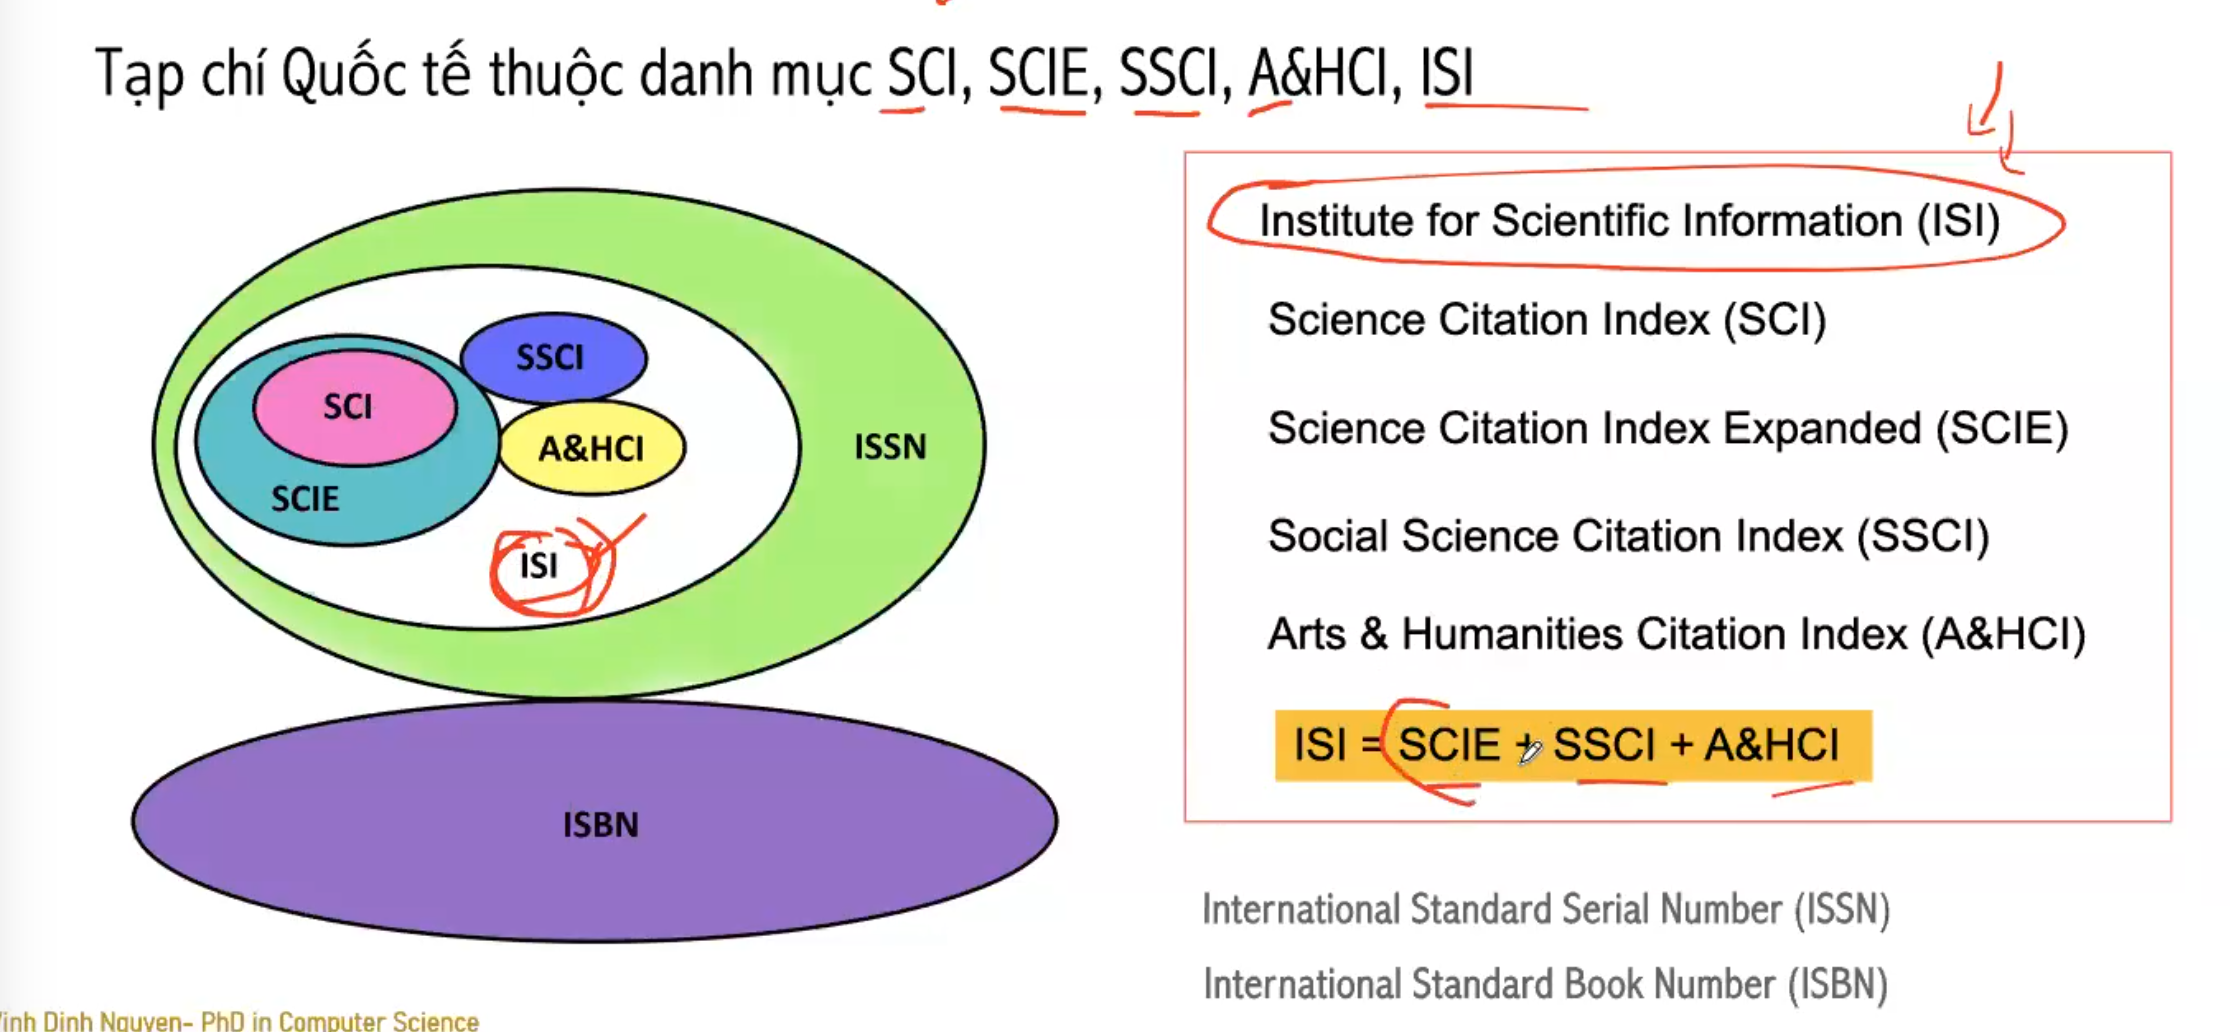 Tạp chí Quốc tế thuộc danh mục SCI, SCIE, SSCI, A&HCI, ISI
SSCI
SCI
A&HCI
ISSN
SCIE
ISI
ISBN
Institute for Scientific Information (ISI)
Science Citation Index (SCI)
Science Citation Index Expanded (SCIE)
Social Science Citation Index (SSCI)
Arts & Humanities Citation Index (A&HCI)
ISI = SCIE + SSCI + A&HCI
International Standard Serial Number (ISSN)
International Standard Book Number (ISBN)
Vinh Dinh Nguyen- PhD in Computer Science